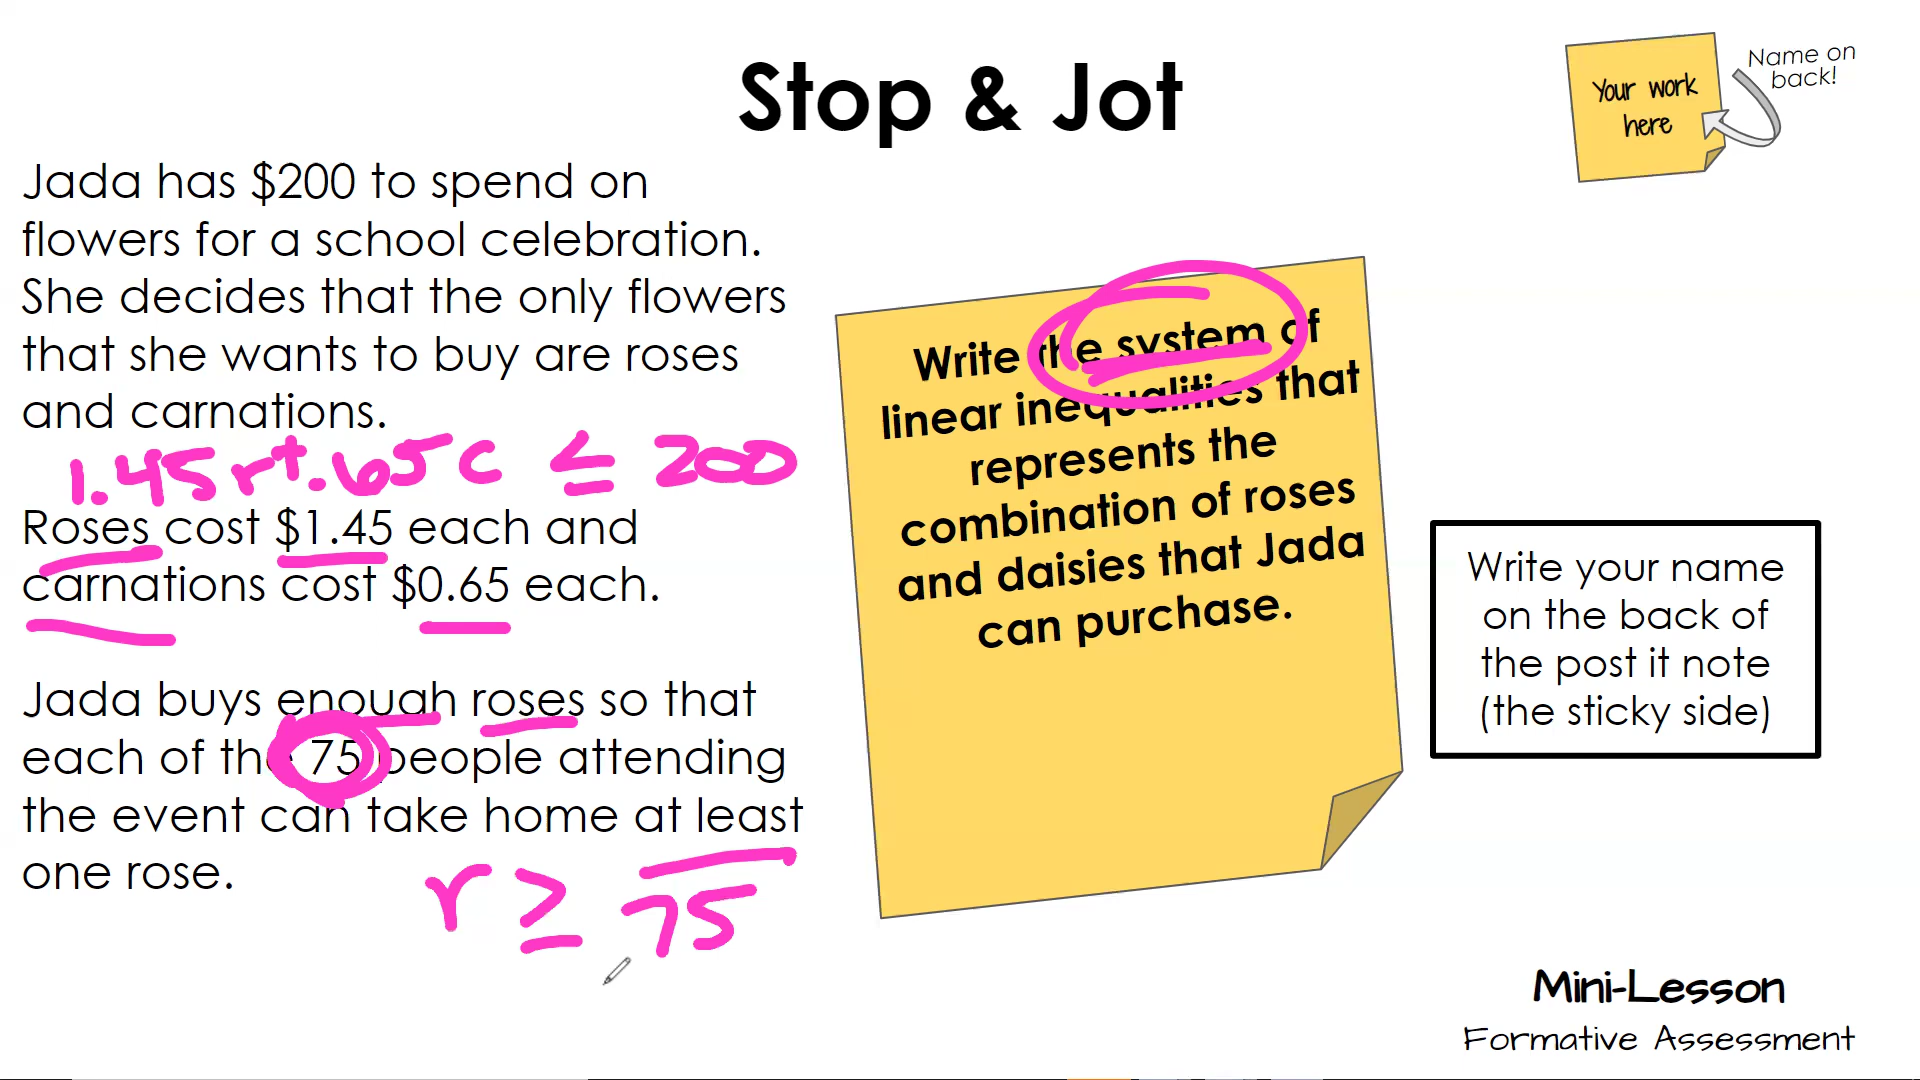 Stop & Jot
Your work
here
Name on
back!
Jada has $200 to spend on
flowers for a school celebration.
She decides that the only flowers
that she wants to buy are roses
and carnations.
1.45r+.65c ≤ 200
Roses cost $1.45 each and
carnations cost $0.65 each.
Jada buys enough roses so that
each of the 75 people attending
the event can take home at least
one rose.
r ≥ 75
Write the system of
linear inequalities that
represents the
combination of roses
and daisies that Jada
can purchase.
Write your name
on the back of
the post it note
(the sticky side)
Mini-Lesson
Formative Assessment